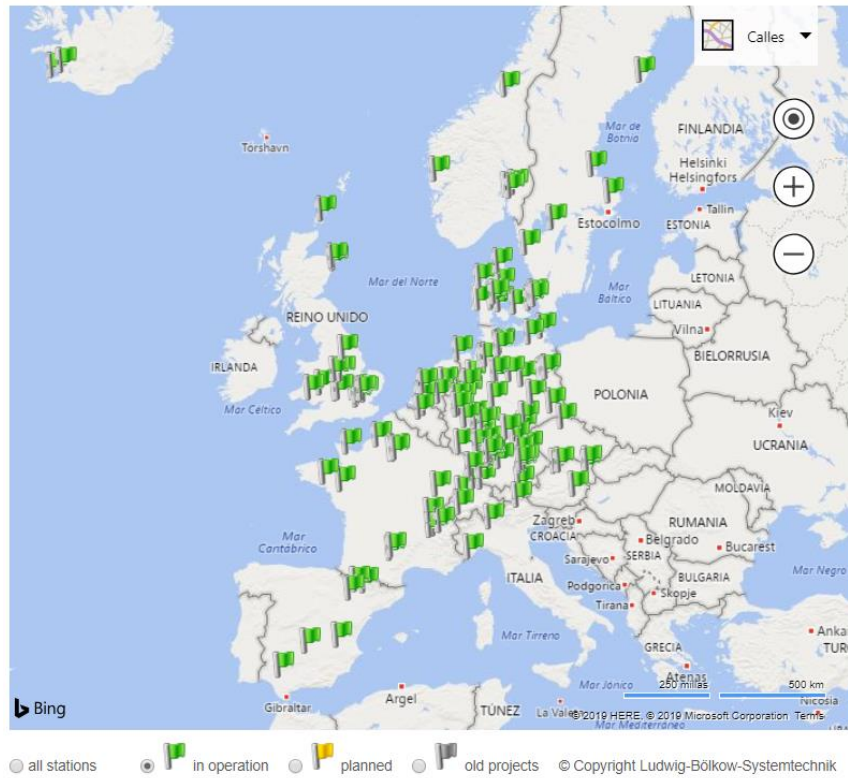 Calles
Mar de
Botnia
FINLANDIA
Helsinki
Helsingfors
Tórshavn
Tallin
Estocolmo
ESTONIA
Mar del Norte
LETONIA
Mar
Báltico
LITUANIA
REINO UNIDO
Vilna
BIELORRUSIA
IRLANDA
POLONIA
Mar Céltico
Kiev
UCRANIA
MOLDAVIA
Zagreb
RUMANIA
Mar
Cantábrico
CROACIA
Belgrado
Bucarest
Sarajevo
SERBIA
Mar Negro
ITALIA
Podgorica
BULGARIA
Skopje
Tirana
Mar Tirreno
Anka
TUR
GRECIA
Atenas
Mar Jónico
250 millas
500 km
Gibraltar
Argel
TÚNEZ
La Vale
Nicosia
Bing
Mar Mediterráneo
© 2019 HERE, © 2019 Microsoft Corporation Terms
all stations in operation planned old projects © Copyright Ludwig-Bölkow-Systemtechnik